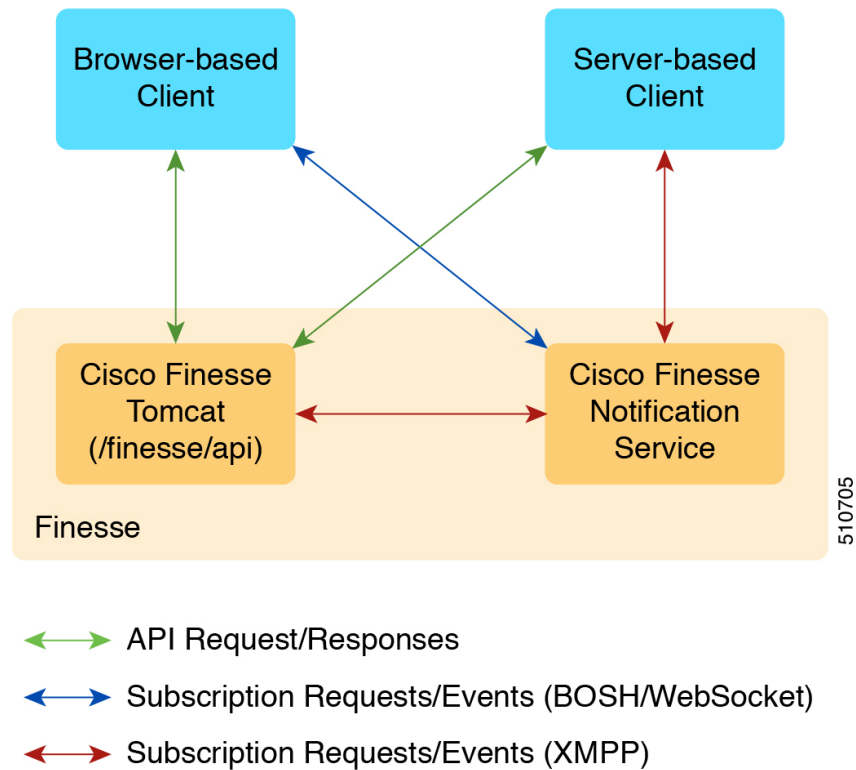 Browser-based
Client
Server-based
Client
Cisco Finesse
Tomcat
(/finesse/api)
Cisco Finesse
Notification
Service
Finesse
510705
API Request/Responses
Subscription Requests/Events (BOSH/WebSocket)
Subscription Requests/Events (XMPP)